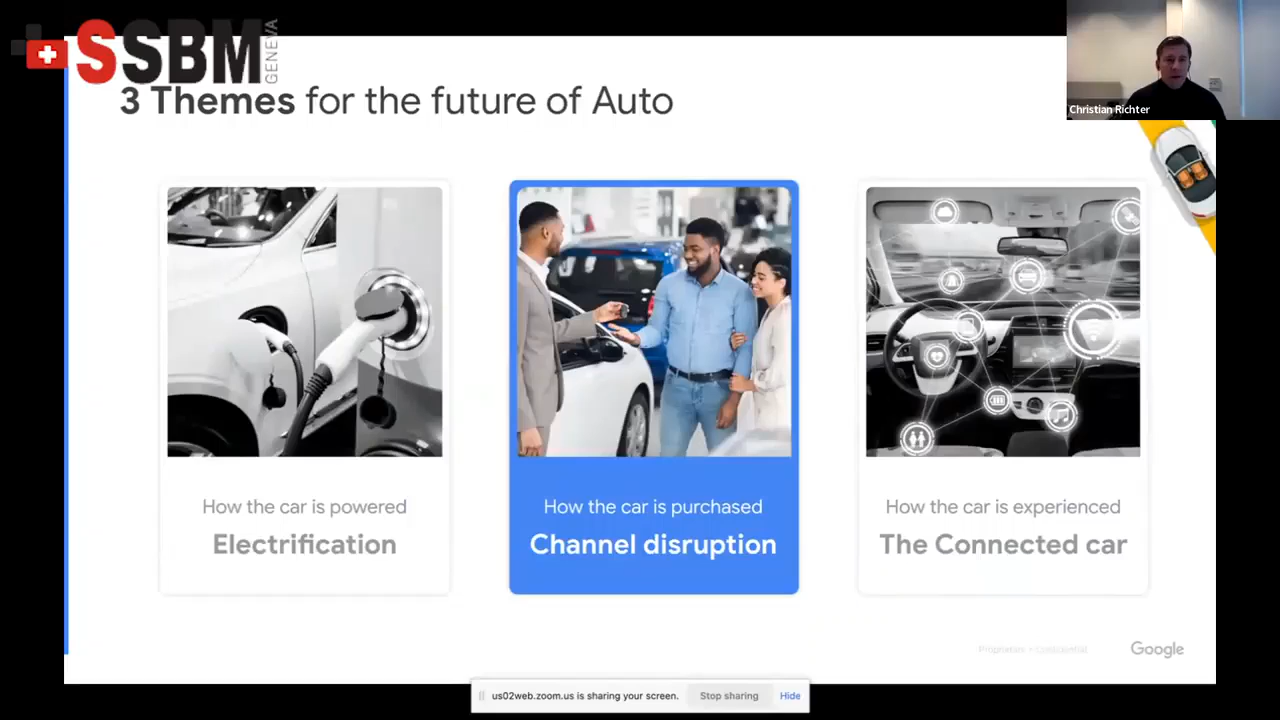 SSBM
GENEVA
3 Themes for the future of Auto
Christian Richter
How the car is powered
Electrification
How the car is purchased
Channel disruption
How the car is experienced
The Connected car
Proprietary + Confidential
Google
us02web.zoom.us is sharing your screen.
Stop sharing
Hide